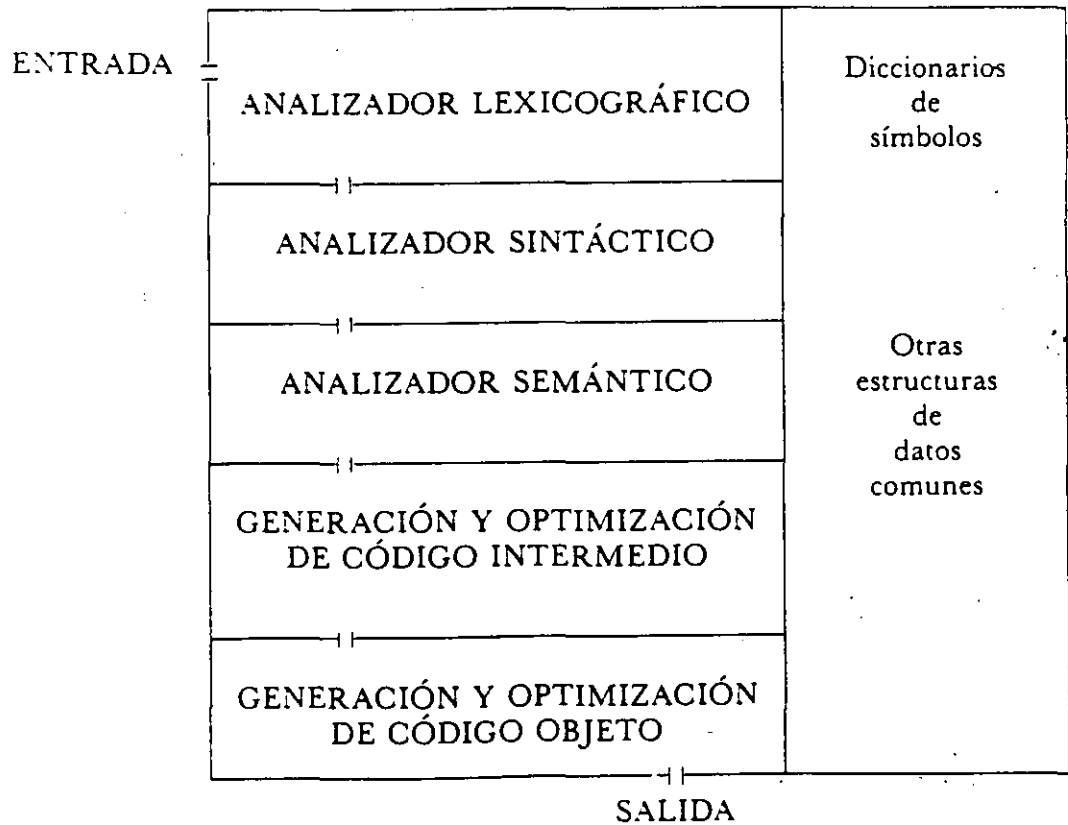 ENTRADA
ANALIZADOR LEXICOGRÁFICO
Diccionarios
de
símbolos
ANALIZADOR SINTÁCTICO
ANALIZADOR SEMÁNTICO
Otras
estructuras
de
datos
comunes
GENERACIÓN Y OPTIMIZACIÓN
DE CÓDIGO INTERMEDIO
GENERACIÓN Y OPTIMIZACIÓN
DE CÓDIGO OBJETO
SALIDA